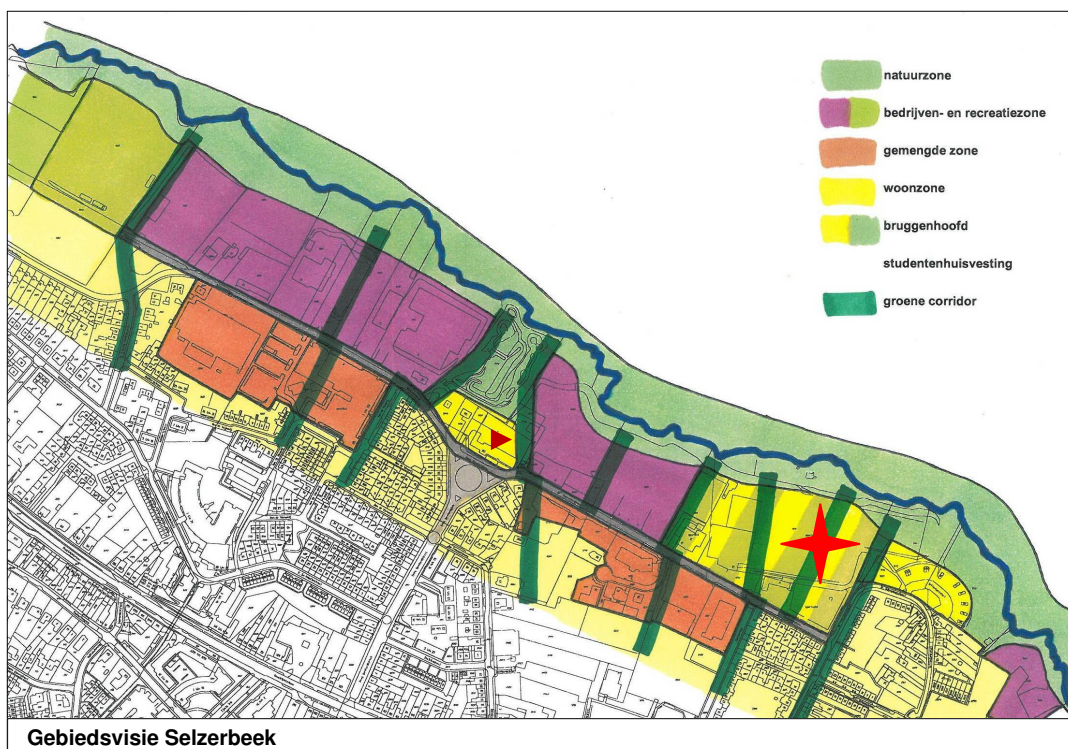 natuurzone
bedrijven- en recreatiezone
gemengde zone
woonzone
bruggenhoofd
studentenhuisvesting
groene corridor
Gebiedsvisie Selzerbeek